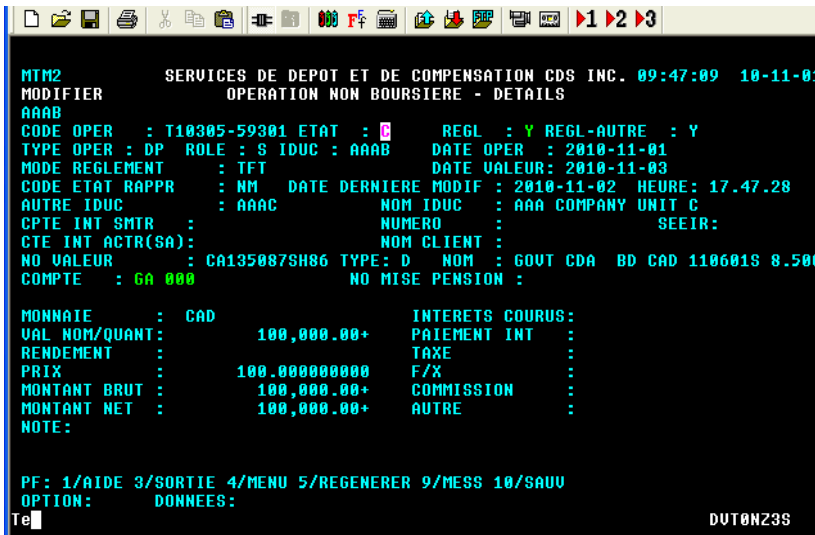 ▶1 ▶2 ▶3
MTM2 SERVICES DE DEPOT ET DE COMPENSATION CDS INC. 09:47:09 10-11-01
MODIFIER OPERATION NON BOURSIERE - DETAILS
AAAB
CODE OPER : T10305-59301 ETAT : C REGL : Y REGL-AUTRE : Y
TYPE OPER : DP ROLE : S IDUC : AAAB DATE OPER : 2010-11-01
MODE REGLEMENT : TFT DATE VALEUR: 2010-11-03
CODE ETAT RAPPR : NM DATE DERNIERE MODIF : 2010-11-02 HEURE: 17.47.28
AUTRE IDUC : AAAC NOM IDUC : AAA COMPANY UNIT C
CPTE INT SMTR : NUMERO : SEEIR:
CTE INT ACTR(SA): NOM CLIENT :
NO VALEUR : CA135087SH86 TYPE: D NOM : GOVT CDA BD CAD 110601S 8.500
COMPTE : GA 000 NO MISE PENSION :
MONNAIE : CAD INTERETS COURUS:
VAL NOM/QUANT: 100,000.00+ PAIEMENT INT :
RENDEMENT : TAXE :
PRIX : 100.000000000 F/X :
MONTANT BRUT : 100,000.00+ COMMISSION :
MONTANT NET : 100,000.00+ AUTRE :
NOTE:
PF: 1/AIDE 3/SORTIE 4/MENU 5/REGENERER 9/MESS 10/SAUV
OPTION: DONNEES:
Te DVT0NZ3S